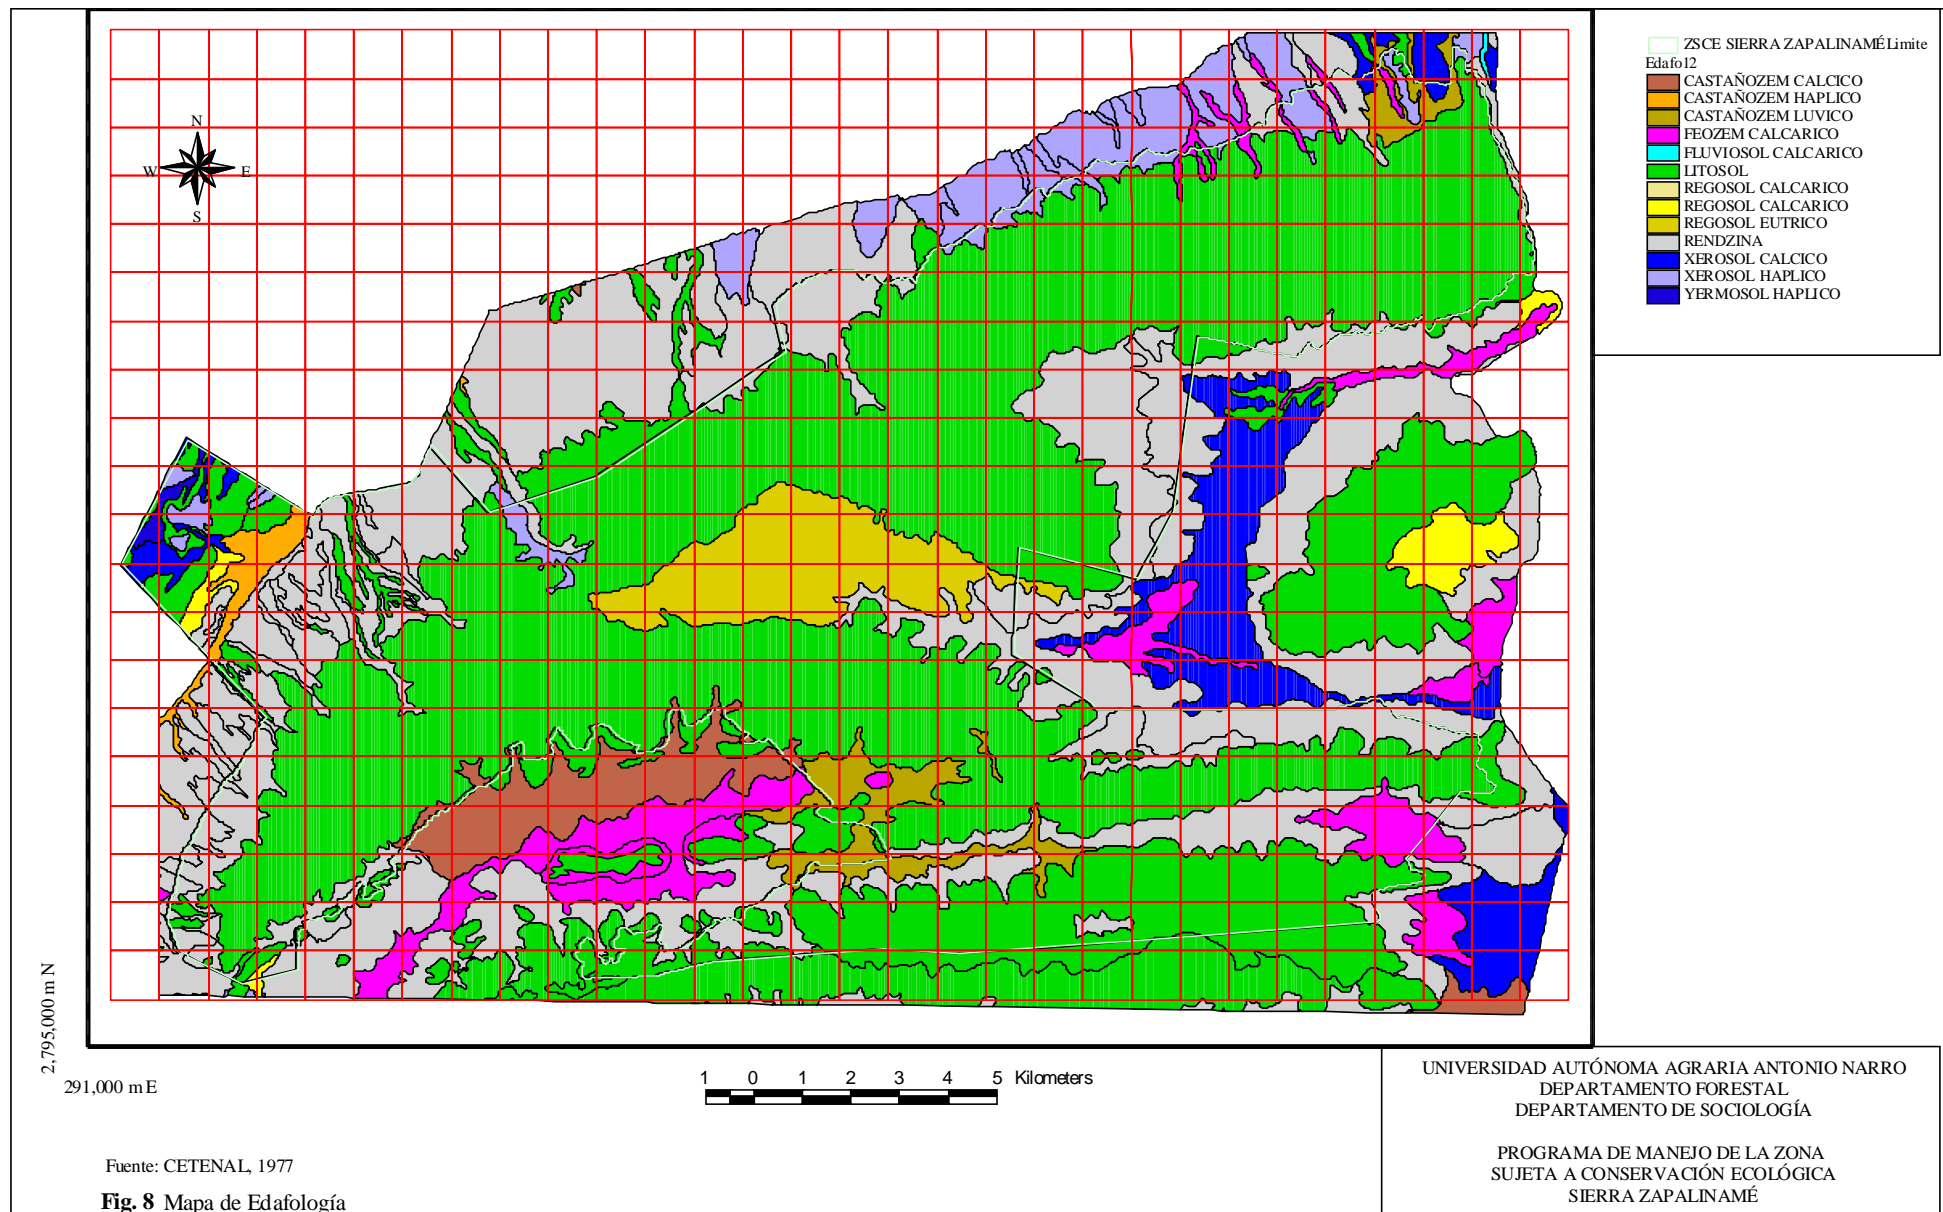 N
W E
S
ZSCE SIERRA ZAPALINAMÉ Limite
Edafo12
CASTAÑOZEM CALCICO
CASTAÑOZEM HAPLICO
CASTAÑOZEM LUVICO
FEOZEM CALCARICO
FLUVIOSOL CALCARICO
LITOSOL
REGOSOL CALCARICO
REGOSOL CALCARICO
REGOSOL EUTRICO
RENDZINA
XEROSOL CALCICO
XEROSOL HAPLICO
YERMOSOL HAPLICO
2,795,000 m N
291,000 m E
1 0 1 2 3 4 5 Kilometers
Fuente: CETENAL, 1977
Fig. 8 Mapa de Edafología
UNIVERSIDAD AUTÓNOMA AGRARIA ANTONIO NARRO
DEPARTAMENTO FORESTAL
DEPARTAMENTO DE SOCIOLOGÍA
PROGRAMA DE MANEJO DE LA ZONA
SUJETA A CONSERVACIÓN ECOLÓGICA
SIERRA ZAPALINAMÉ